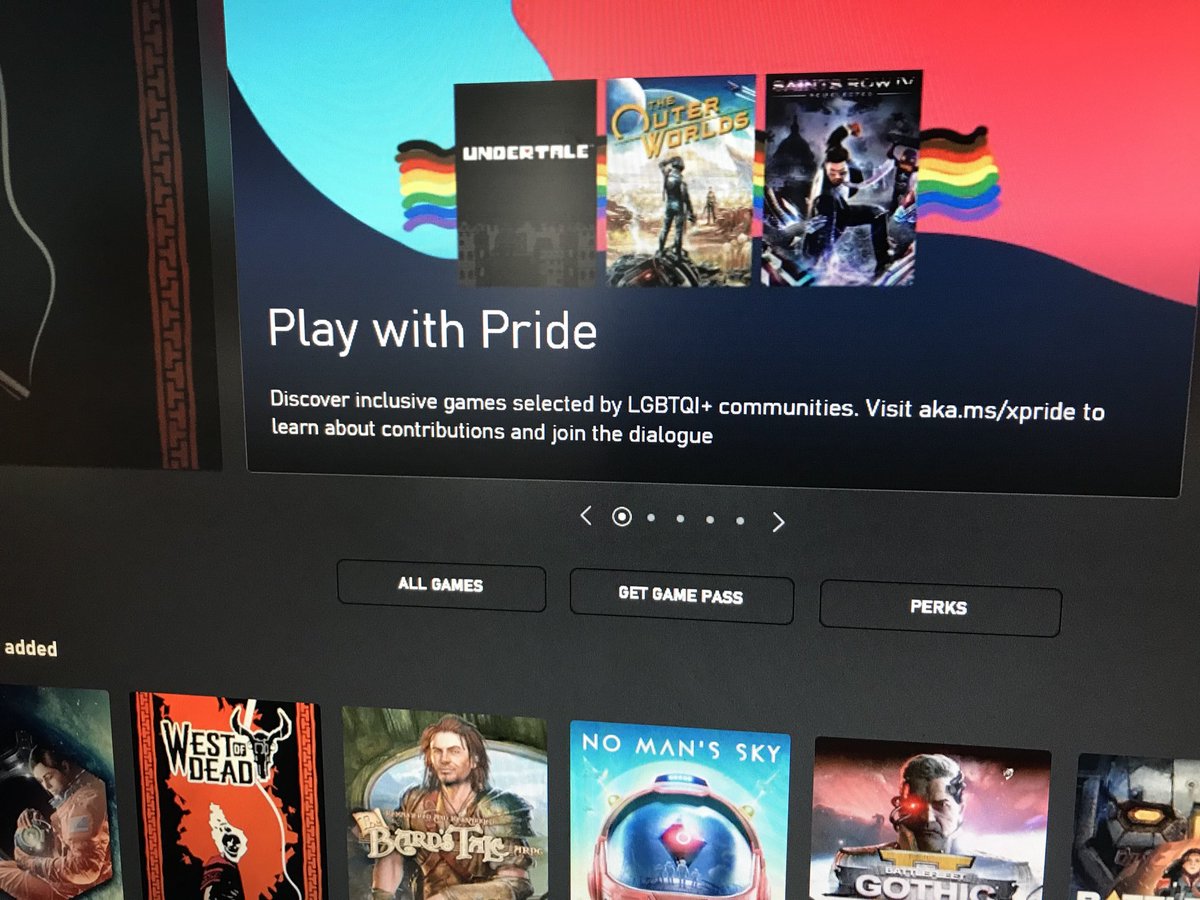 UNDERTALE
THE
OUTER
WORLDS
SAINTS ROW IV
RE-ELECTED
Play with Pride
Discover inclusive games selected by LGBTQI+ communities. Visit aka.ms/xpride to
learn about contributions and join the dialogue
ALL GAMES
GET GAME PASS
PERKS
added
WEST OF
DEAD
BARD'S TALE
ARPG
NO MAN'S SKY
BATTLEFLEET
GOTHIC